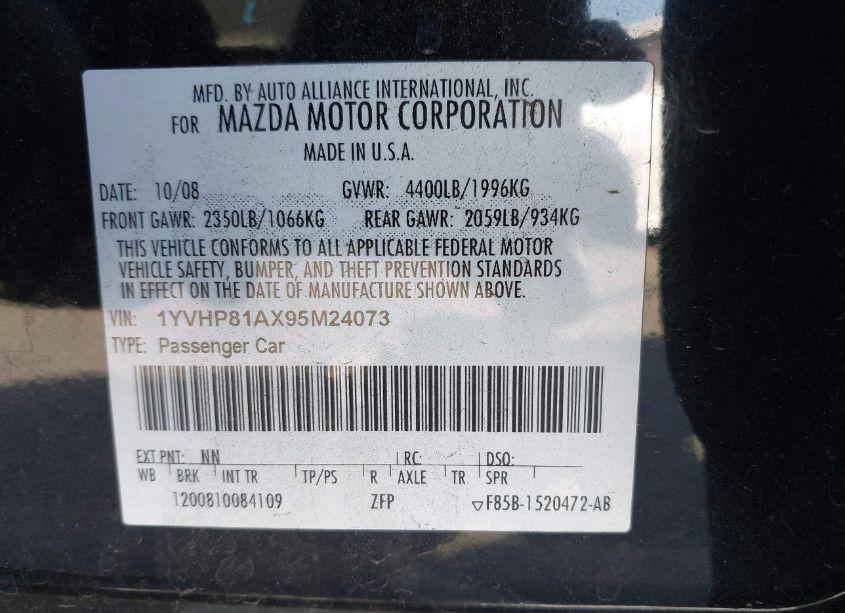 MFD. BY AUTO ALLIANCE INTERNATIONAL, INC.
FOR MAZDA MOTOR CORPORATION
MADE IN U.S.A.
DATE: 10/08 GVWR: 4400LB/1996KG
FRONT GAWR: 2350LB/1066KG REAR GAWR: 2059LB/934KG
THIS VEHICLE CONFORMS TO ALL APPLICABLE FEDERAL MOTOR
VEHICLE SAFETY, BUMPER, AND THEFT PREVENTION STANDARDS
IN EFFECT ON THE DATE OF MANUFACTURE SHOWN ABOVE.
VIN: 1YVHP81AX95M24073
TYPE: Passenger Car
EXT PNT: NN RC: DSO:
WB BRK INT TR TP/PS R AXLE TR SPR
1200810084109 ZFP ▽F85B-1520472-AB